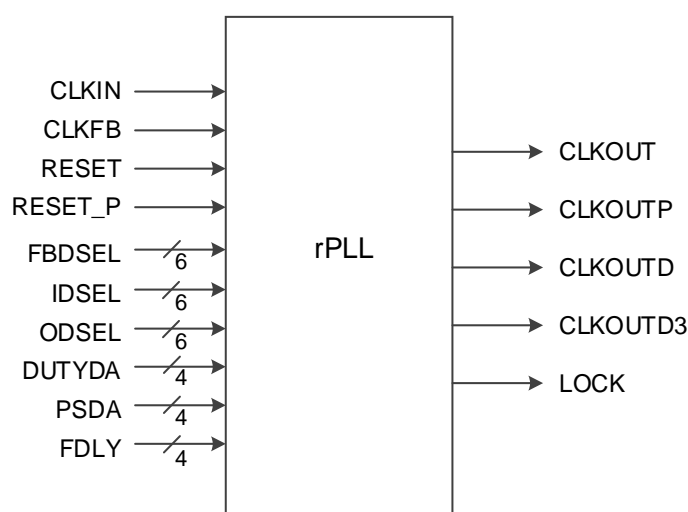 CLKIN
CLKFB
RESET
RESET_P
FBDSEL 6
IDSEL 6
ODSEL 6
DUTYDA 4
PSDA 4
FDLY 4
rPLL
CLKOUT
CLKOUTP
CLKOUTD
CLKOUTD3
LOCK